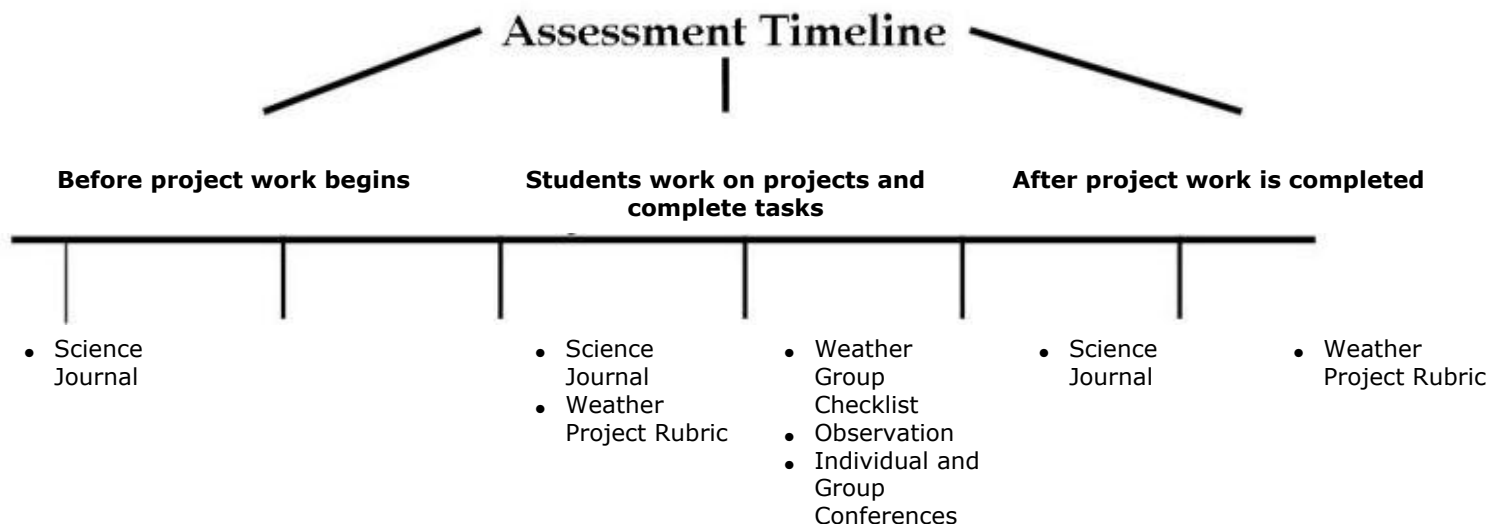 Assessment Timeline
Before project work begins
Students work on projects and
complete tasks
After project work is completed
• Science
Journal
• Science
Journal
• Weather
Project Rubric
• Weather
Group
Checklist
• Observation
• Individual and
Group
Conferences
• Science
Journal
• Weather
Project Rubric